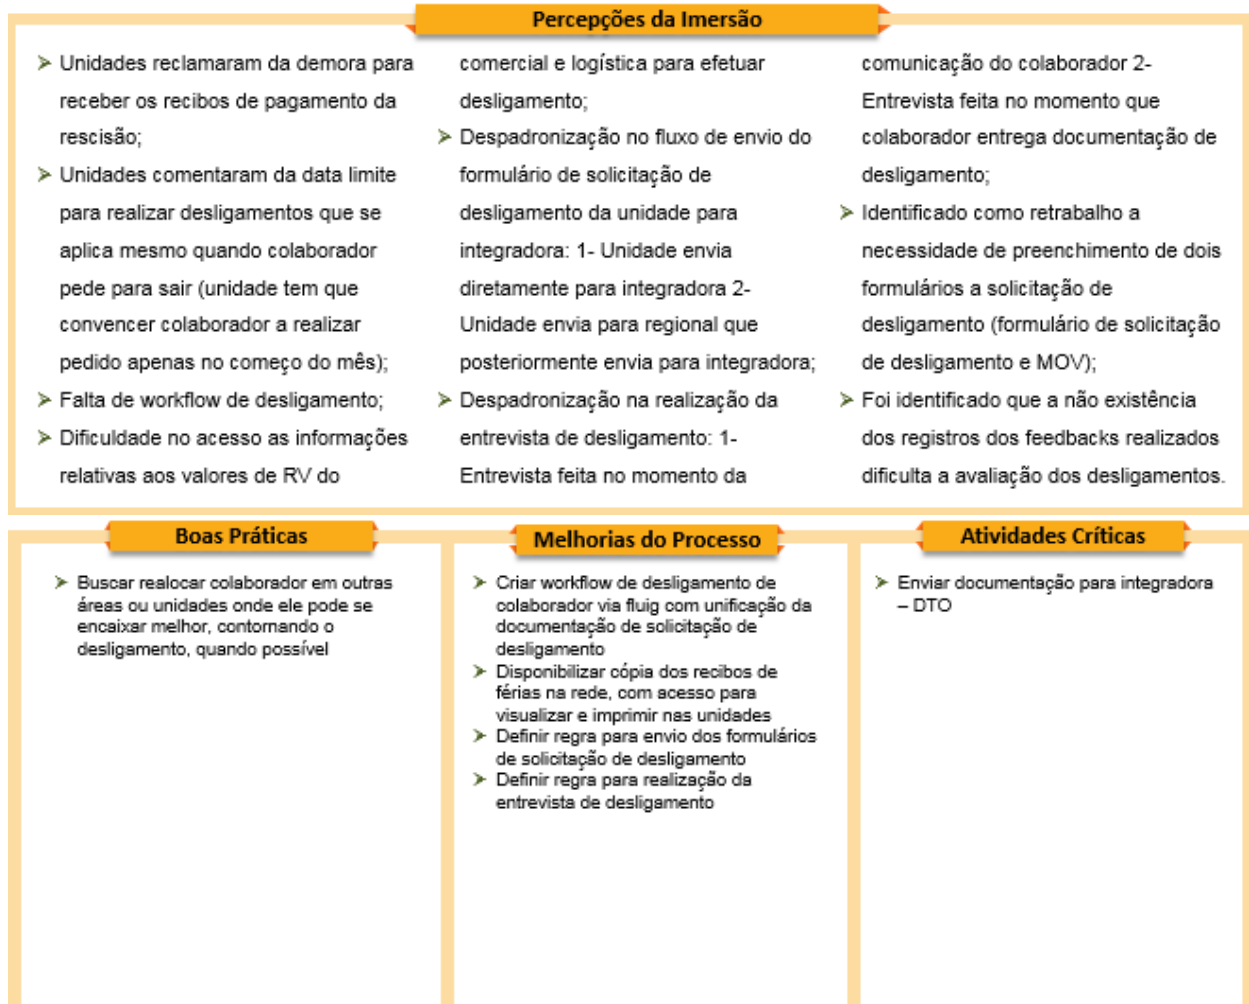 Percepções da Imersão
➢ Unidades reclamaram da demora para
receber os recibos de pagamento da
rescisão;
➢ Unidades comentaram da data limite
para realizar desligamentos que se
aplica mesmo quando colaborador
pede para sair (unidade tem que
convencer colaborador a realizar
pedido apenas no começo do mês);
➢ Falta de workflow de desligamento;
➢ Dificuldade no acesso as informações
relativas aos valores de RV do
comercial e logística para efetuar
desligamento;
➢ Despadronização no fluxo de envio do
formulário de solicitação de
desligamento da unidade para
integradora: 1- Unidade envia
diretamente para integradora 2-
Unidade envia para regional que
posteriormente envia para integradora;
➢ Despadronização na realização da
entrevista de desligamento: 1-
Entrevista feita no momento da
comunicação do colaborador 2-
Entrevista feita no momento que
colaborador entrega documentação de
desligamento;
➢ Identificado como retrabalho a
necessidade de preenchimento de dois
formulários a solicitação de
desligamento (formulário de solicitação
de desligamento e MOV);
➢ Foi identificado que a não existência
dos registros dos feedbacks realizados
dificulta a avaliação dos desligamentos.
Boas Práticas
➢ Buscar realocar colaborador em outras
áreas ou unidades onde ele pode se
encaixar melhor, contornando o
desligamento, quando possível
Melhorias do Processo
➢ Criar workflow de desligamento de
colaborador via fluig com unificação da
documentação de solicitação de
desligamento
➢ Disponibilizar cópia dos recibos de
férias na rede, com acesso para
visualizar e imprimir nas unidades
➢ Definir regra para envio dos formulários
de solicitação de desligamento
➢ Definir regra para realização da
entrevista de desligamento
Atividades Críticas
➢ Enviar documentação para integradora
– DTO